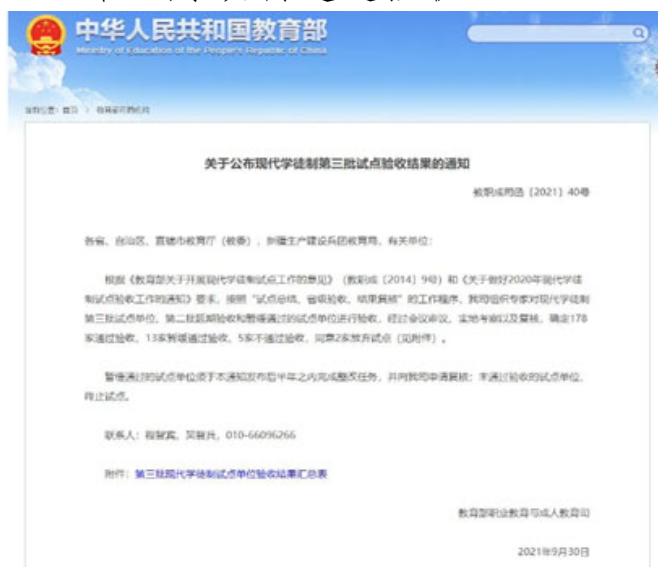 中华人民共和国教育部
Ministry of Education of the People's Republic of China
当前位置: 首页 >
关于公布现代学徒制第三批试点验收结果的通知
教职成司函〔2021〕40号
各省、自治区、直辖市教育厅（教委），新疆生产建设兵团教育局，有关单位：
根据《教育部关于开展现代学徒制试点工作的意见》（教职成〔2014〕9号）和《关于做好2020年现代学徒
制试点验收工作的通知》要求，按照“试点总结、省级验收、结果复核”的工作程序，我司组织专家对现代学徒制
第三批试点单位、第二批延期验收和暂缓通过的试点单位进行验收，经过会议审议、实地考察以及复核，确定178
家通过验收，13家暂缓通过验收，5家不通过验收，同意2家放弃试点（见附件）。
暂缓通过的试点单位须于本通知发布后半年之内完成整改任务，并向我司申请复核；未通过验收的试点单位，
终止试点。
联系人：程智宾、吴智兵，010-66096266
附件：第三批现代学徒制试点单位验收结果汇总表
教育部职业教育与成人教育司
2021年9月30日